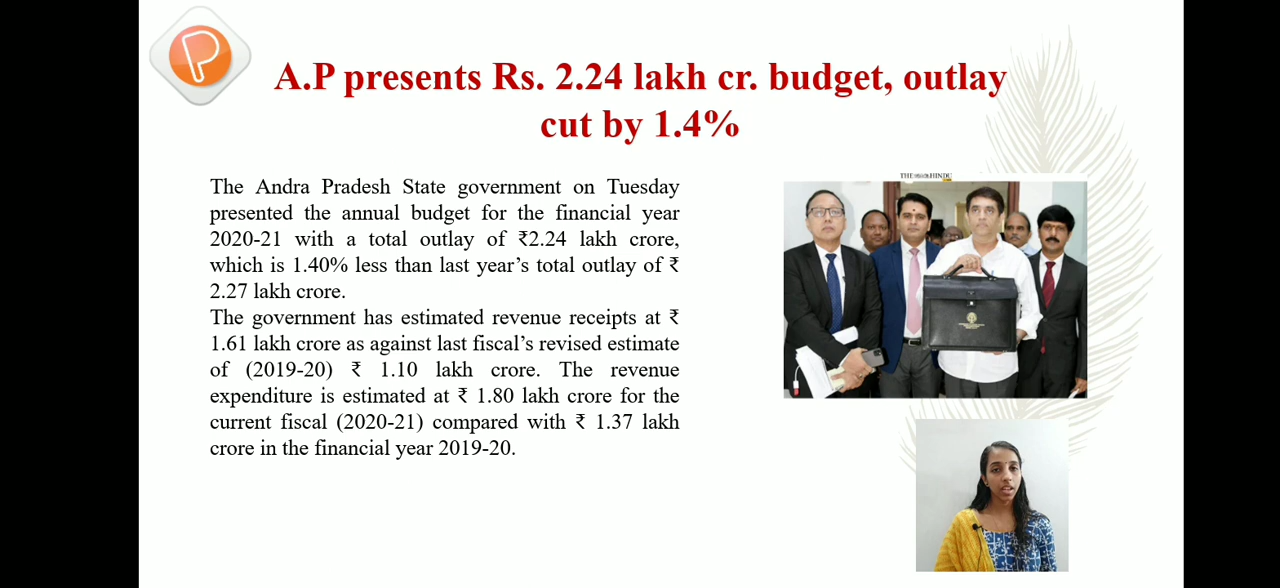 A.P presents Rs. 2.24 lakh cr. budget, outlay
cut by 1.4%
The Andra Pradesh State government on Tuesday
presented the annual budget for the financial year
2020-21 with a total outlay of ₹2.24 lakh crore,
which is 1.40% less than last year’s total outlay of ₹
2.27 lakh crore.
The government has estimated revenue receipts at ₹
1.61 lakh crore as against last fiscal’s revised estimate
of (2019-20) ₹ 1.10 lakh crore. The revenue
expenditure is estimated at ₹ 1.80 lakh crore for the
current fiscal (2020-21) compared with ₹ 1.37 lakh
crore in the financial year 2019-20.
THE HINDU